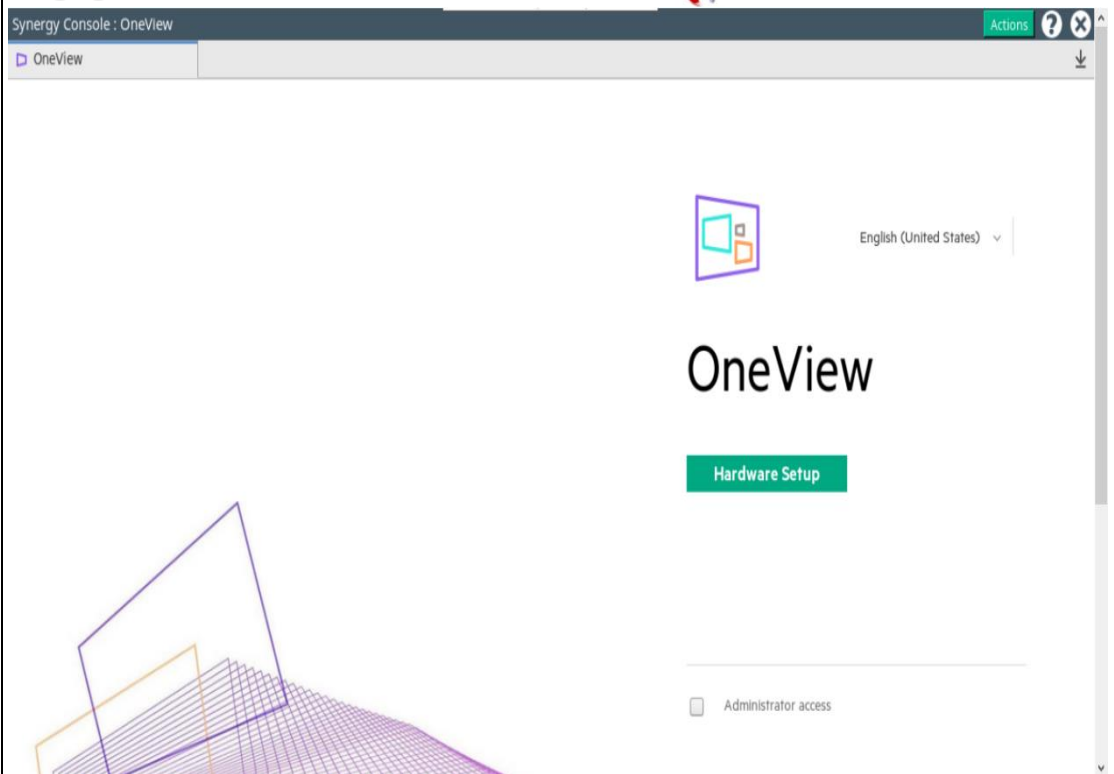 Synergy Console : OneView
Actions
?
OneView
English (United States)
OneView
Hardware Setup
Administrator access